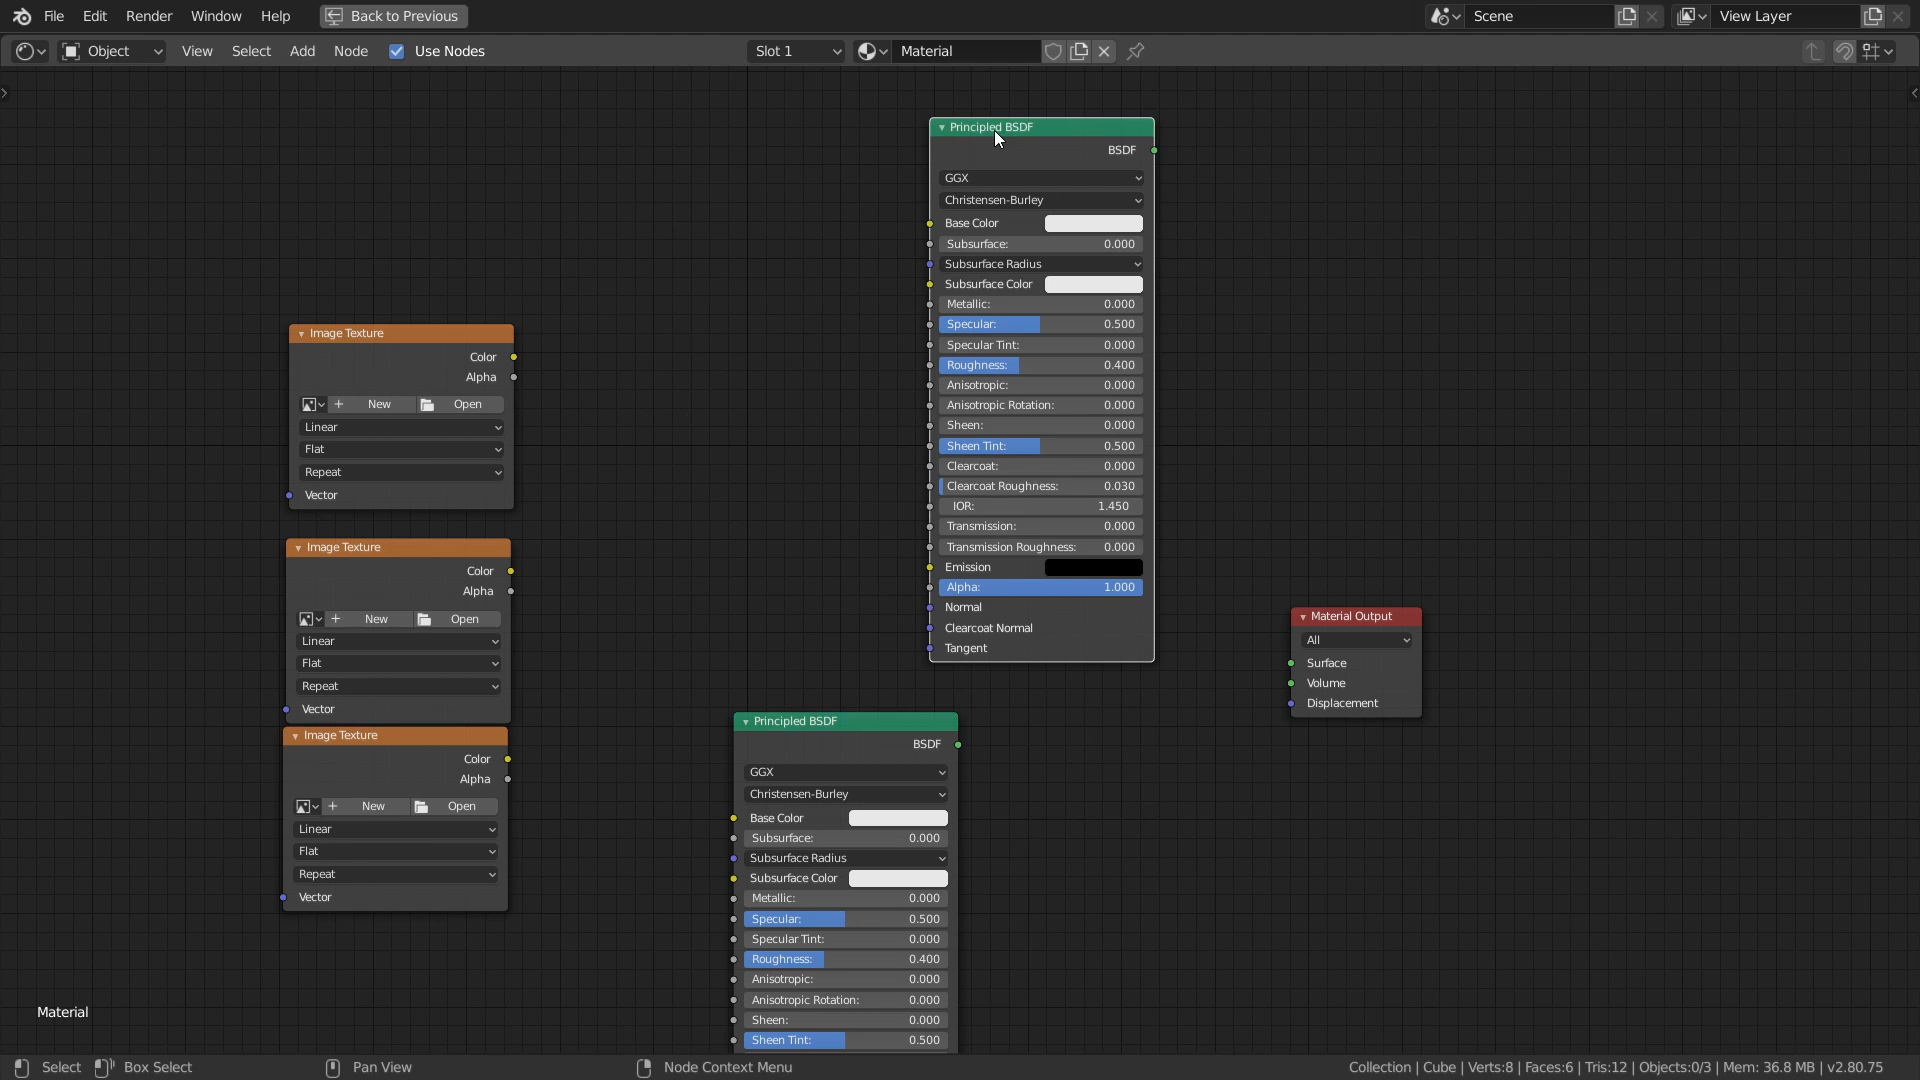 File Edit Render Window Help Back to Previous Scene View Layer
Object View Select Add Node Use Nodes Slot 1 Material
Principled BSDF
BSDF
GGX
Christensen-Burley
Base Color
Subsurface: 0.000
Subsurface Radius
Subsurface Color
Metallic: 0.000
Specular: 0.500
Specular Tint: 0.000
Roughness: 0.400
Anisotropic: 0.000
Anisotropic Rotation: 0.000
Sheen: 0.000
Sheen Tint: 0.500
Clearcoat: 0.000
Clearcoat Roughness: 0.030
IOR: 1.450
Transmission: 0.000
Transmission Roughness: 0.000
Emission
Alpha: 1.000
Normal
Clearcoat Normal
Tangent
Image Texture
Color
Alpha
New Open
Linear
Flat
Repeat
Vector
Image Texture
Color
Alpha
New Open
Linear
Flat
Repeat
Vector
Image Texture
Color
Alpha
New Open
Linear
Flat
Repeat
Vector
Material Output
All
Surface
Volume
Displacement
Principled BSDF
BSDF
GGX
Christensen-Burley
Base Color
Subsurface: 0.000
Subsurface Radius
Subsurface Color
Metallic: 0.000
Specular: 0.500
Specular Tint: 0.000
Roughness: 0.400
Anisotropic: 0.000
Anisotropic Rotation: 0.000
Sheen: 0.000
Sheen Tint: 0.500
Material
Select Box Select Pan View Node Context Menu Collection | Cube | Verts:8 | Faces:6 | Tris:12 | Objects:0/3 | Mem: 36.8 MB | v2.80.75